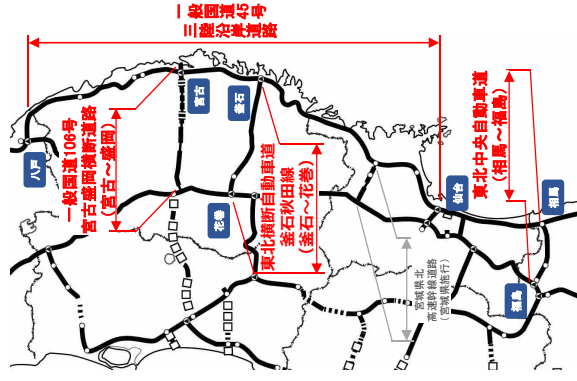 一般国道45号
三陸沿岸道路
八戸
一般国道106号
宮古盛岡横断道路
(宮古～盛岡)
宮古
釜石
花巻
東北横断自動車道
釜石秋田線
(釜石～花巻)
宮城県北
高速幹線道路
(宮城県施行)
仙台
東北中央自動車道
(相馬～福島)
相馬
福島